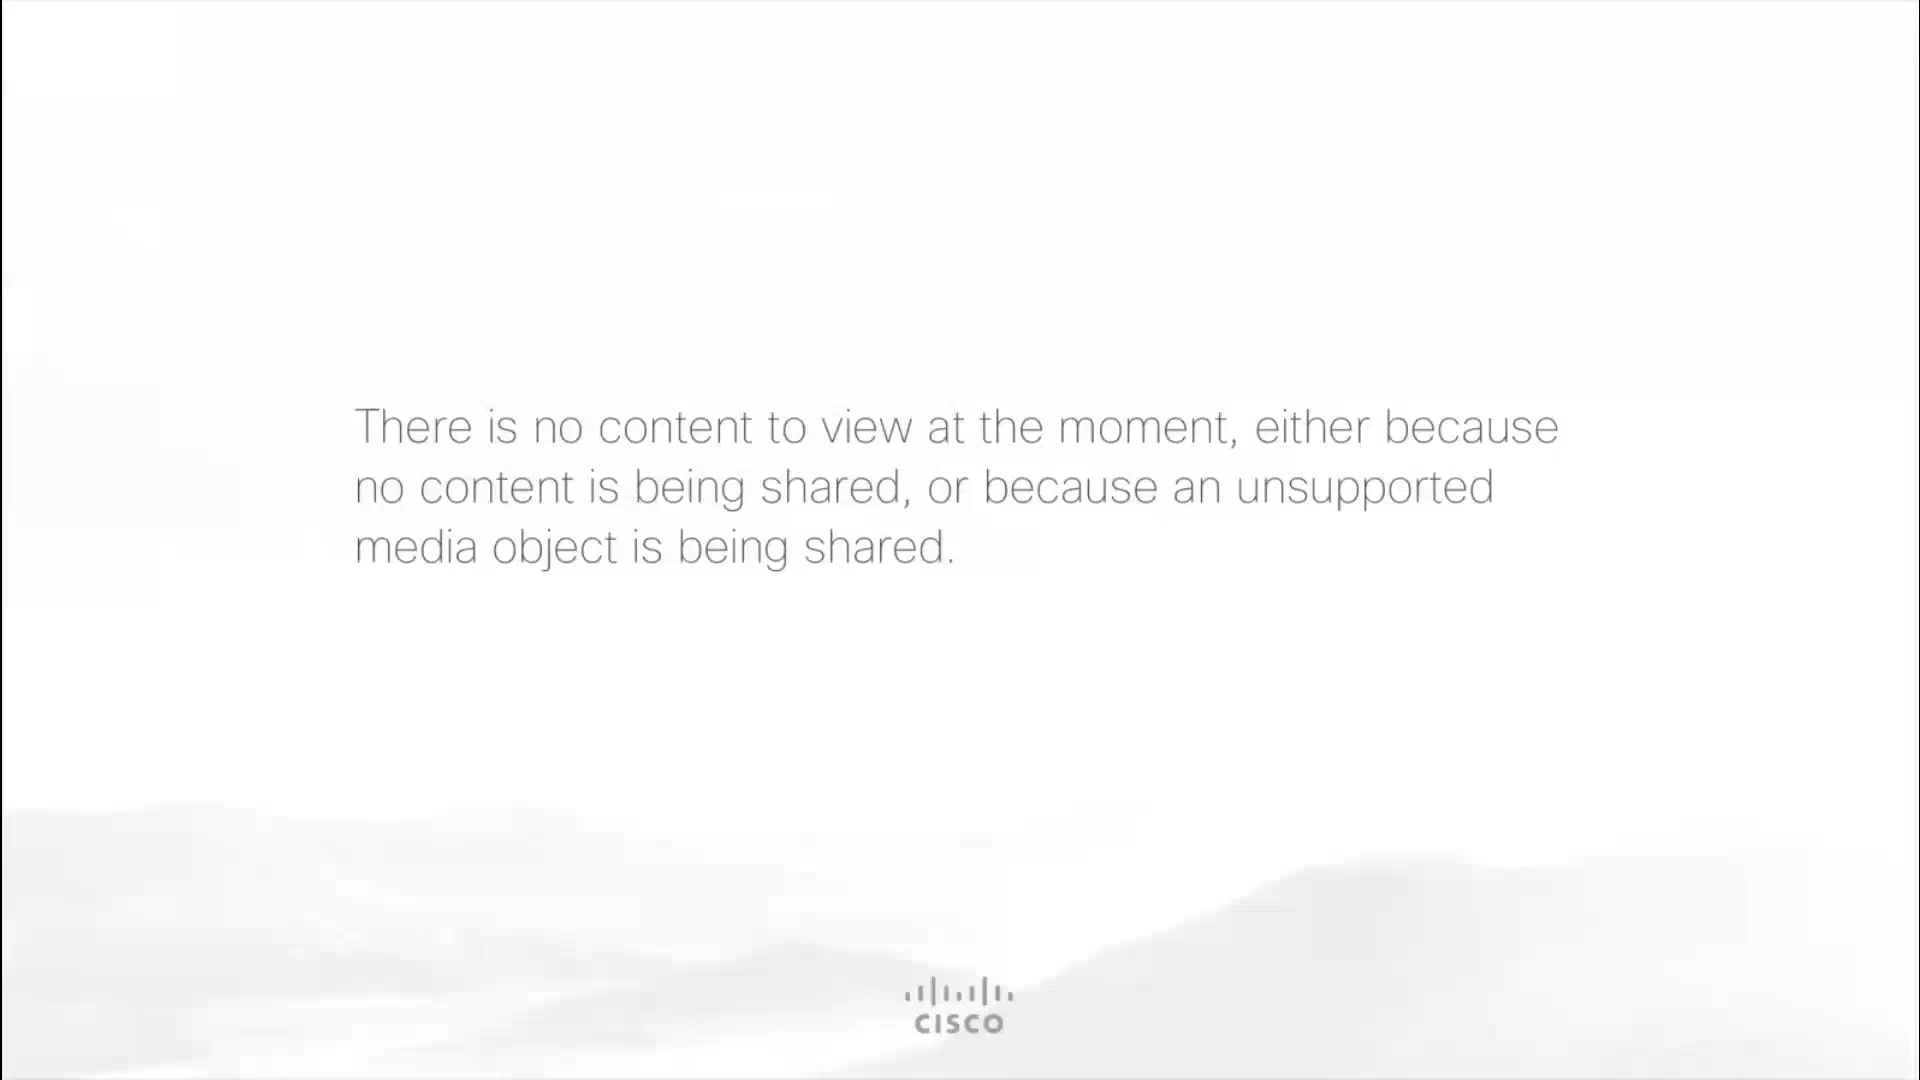 There is no content to view at the moment, either because
no content is being shared, or because an unsupported
media object is being shared.
CISCO